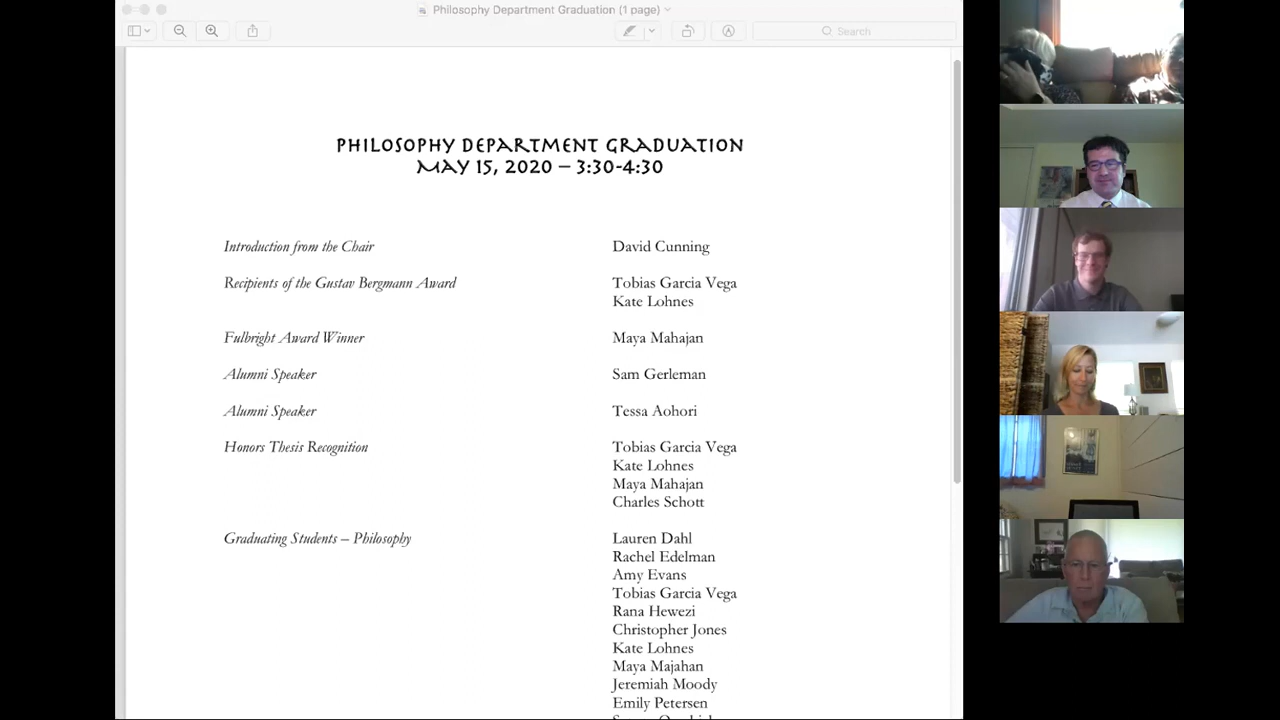 Philosophy Department Graduation (1 page)
Search
PHILOSOPHY DEPARTMENT GRADUATION
MAY 15, 2020 – 3:30-4:30
Introduction from the Chair David Cunning
Recipients of the Gustav Bergmann Award Tobias Garcia Vega
Kate Lohnes
Fulbright Award Winner Maya Mahajan
Alumni Speaker Sam Gerleman
Alumni Speaker Tessa Aohori
Honors Thesis Recognition Tobias Garcia Vega
Kate Lohnes
Maya Mahajan
Charles Schott
Graduating Students – Philosophy Lauren Dahl
Rachel Edelman
Amy Evans
Tobias Garcia Vega
Rana Hewezi
Christopher Jones
Kate Lohnes
Maya Majahan
Jeremiah Moody
Emily Petersen